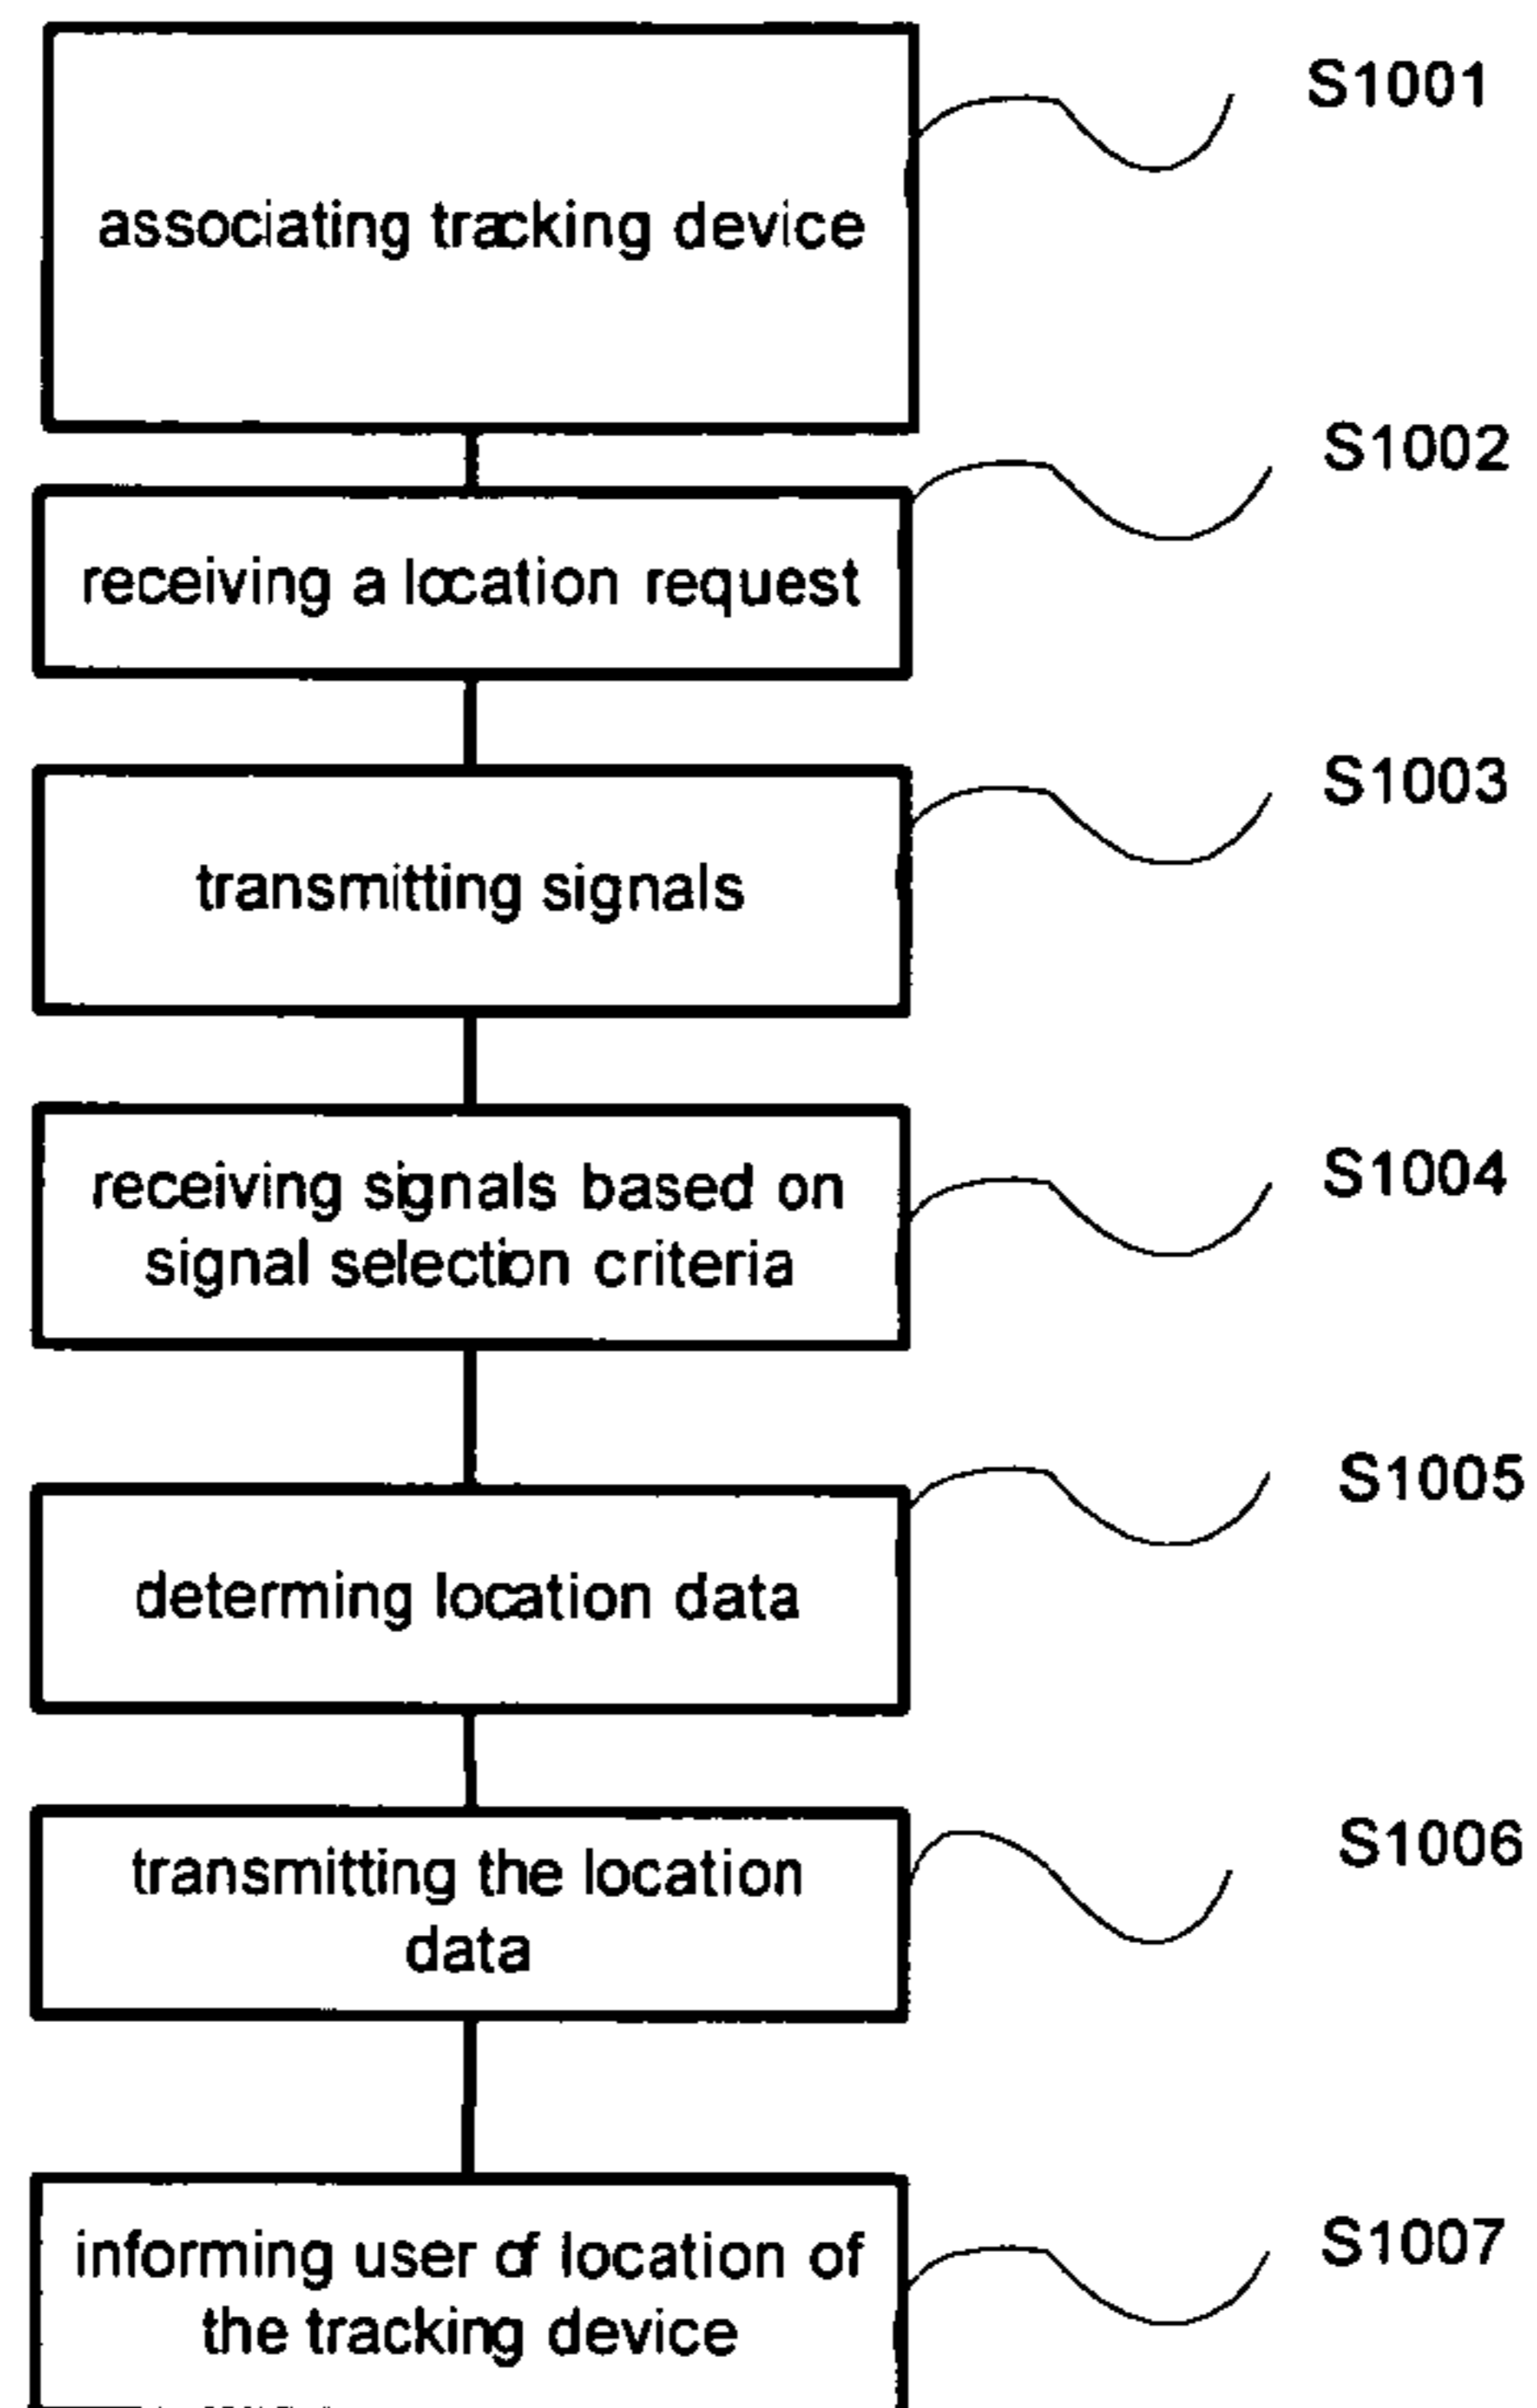 associating tracking device
S1001
receiving a location request
S1002
transmitting signals
S1003
receiving signals based on
signal selection criteria
S1004
determing location data
S1005
transmitting the location
data
S1006
informing user of location of
the tracking device
S1007